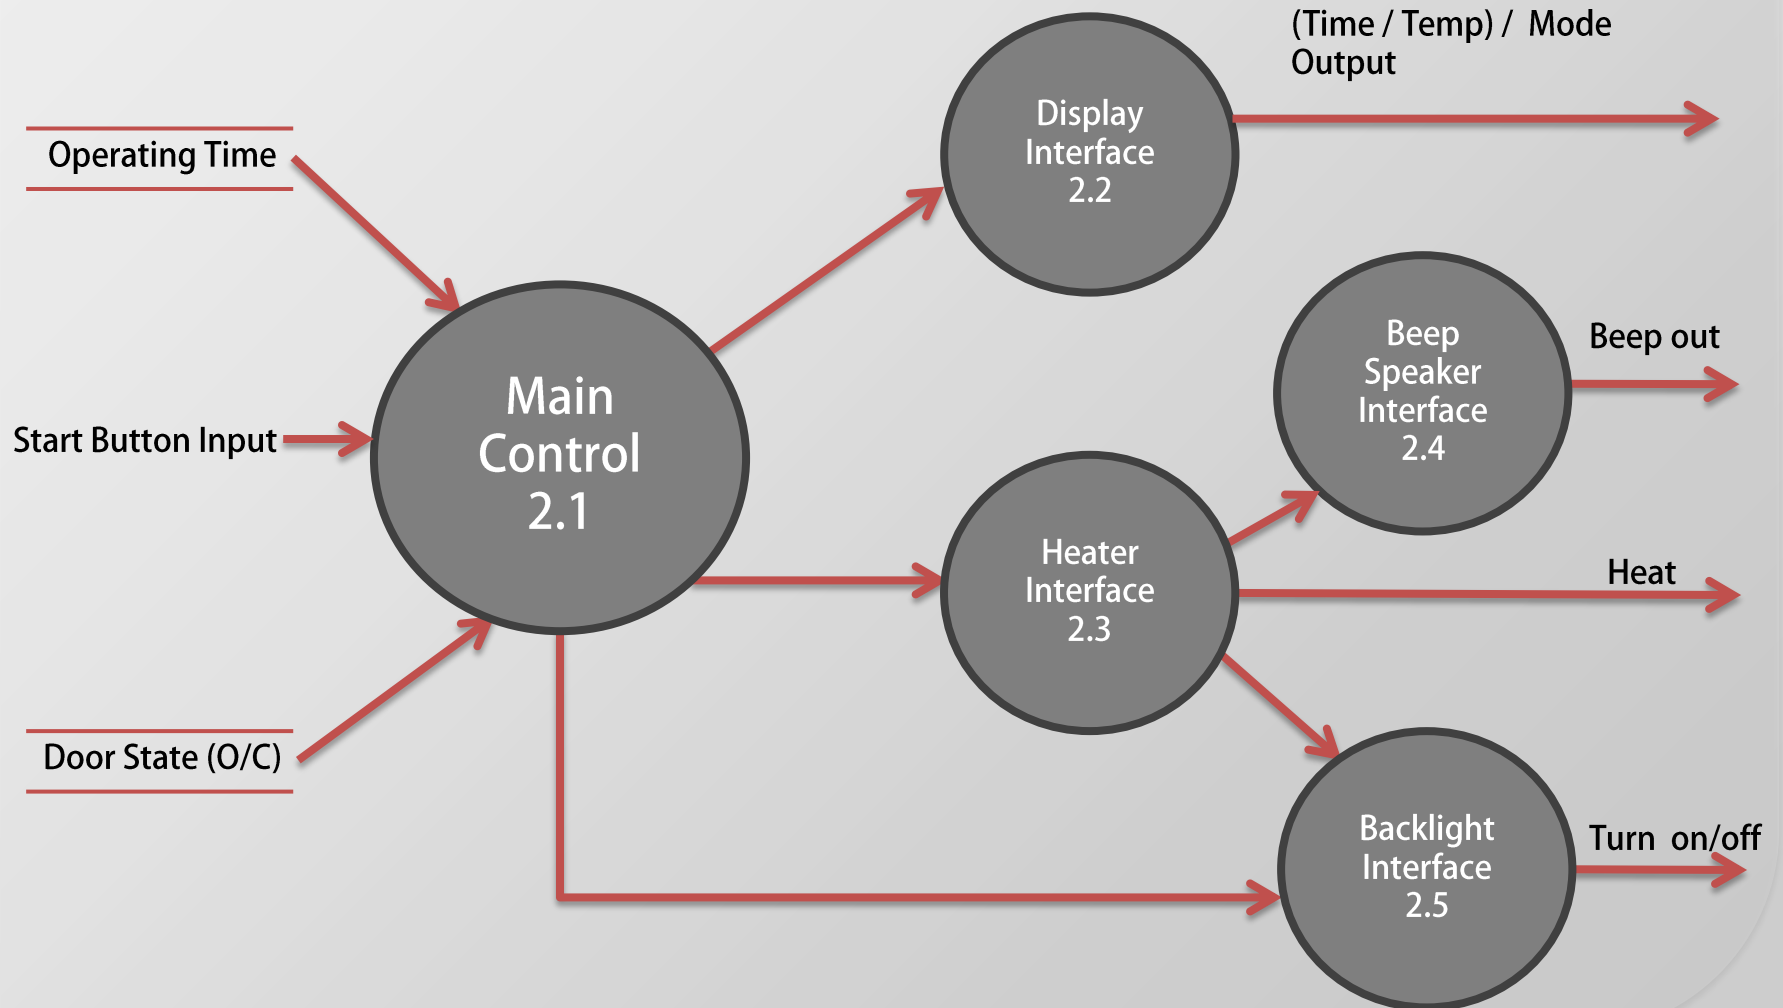 (Time / Temp) /  Mode
Output
Display
Interface
2.2
Operating Time
Beep
Speaker
Interface
2.4
Beep out
Main
Control
2.1
Start Button Input
Heater
Interface
2.3
Heat
Door State (O/C)
Backlight
Interface
2.5
Turn  on/off